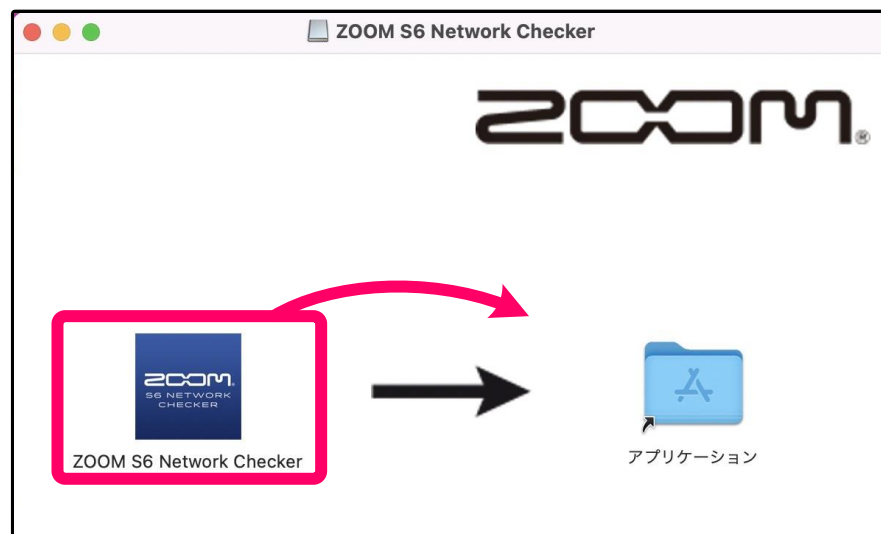 ZOOM S6 Network Checker
ZOOM®
ZOOM
S6 NETWORK
CHECKER
ZOOM S6 Network Checker
アプリケーション